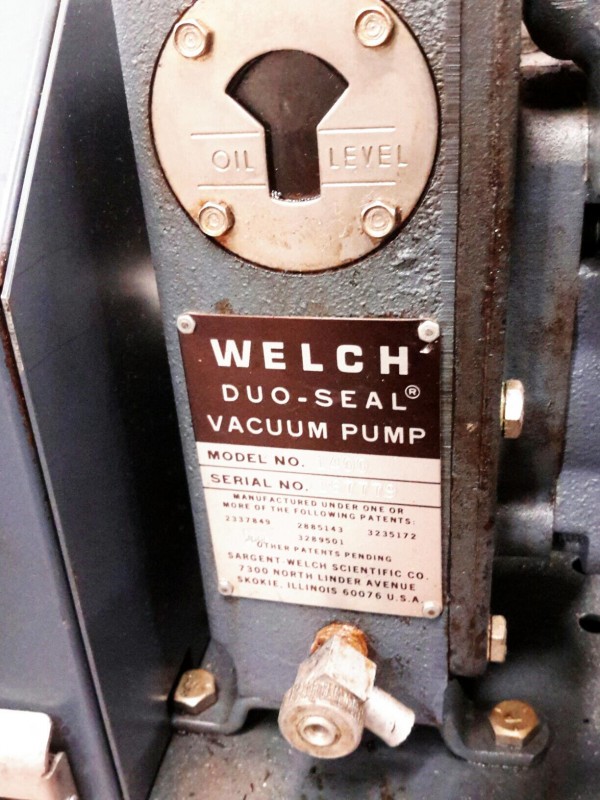 OIL LEVEL
WELCH
DUO-SEAL®
VACUUM PUMP
MODEL NO.
SERIAL NO.
MANUFACTURED UNDER ONE OR
MORE OF THE FOLLOWING PATENTS:
2337849 2885143 3235172
3289501
OTHER PATENTS PENDING
SARGENT-WELCH SCIENTIFIC CO.
7300 NORTH LINDER AVENUE
SKOKIE, ILLINOIS 60076 U.S.A.